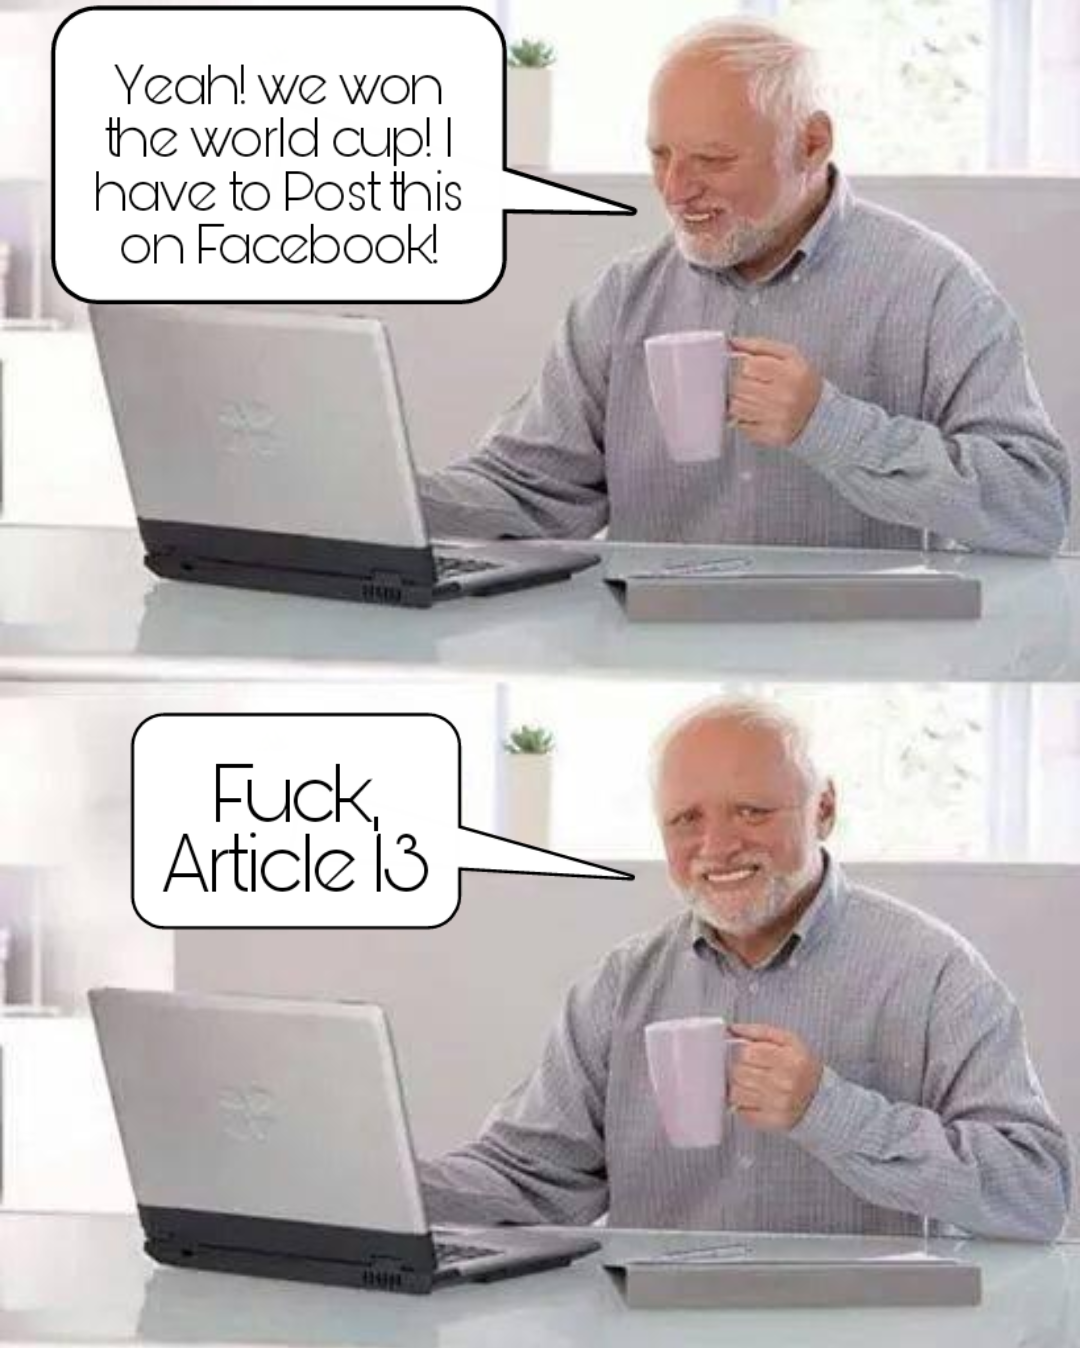 Yeah! we won
the world cup! I
have to Post this
on Facebook!
Fuck,
Article 13